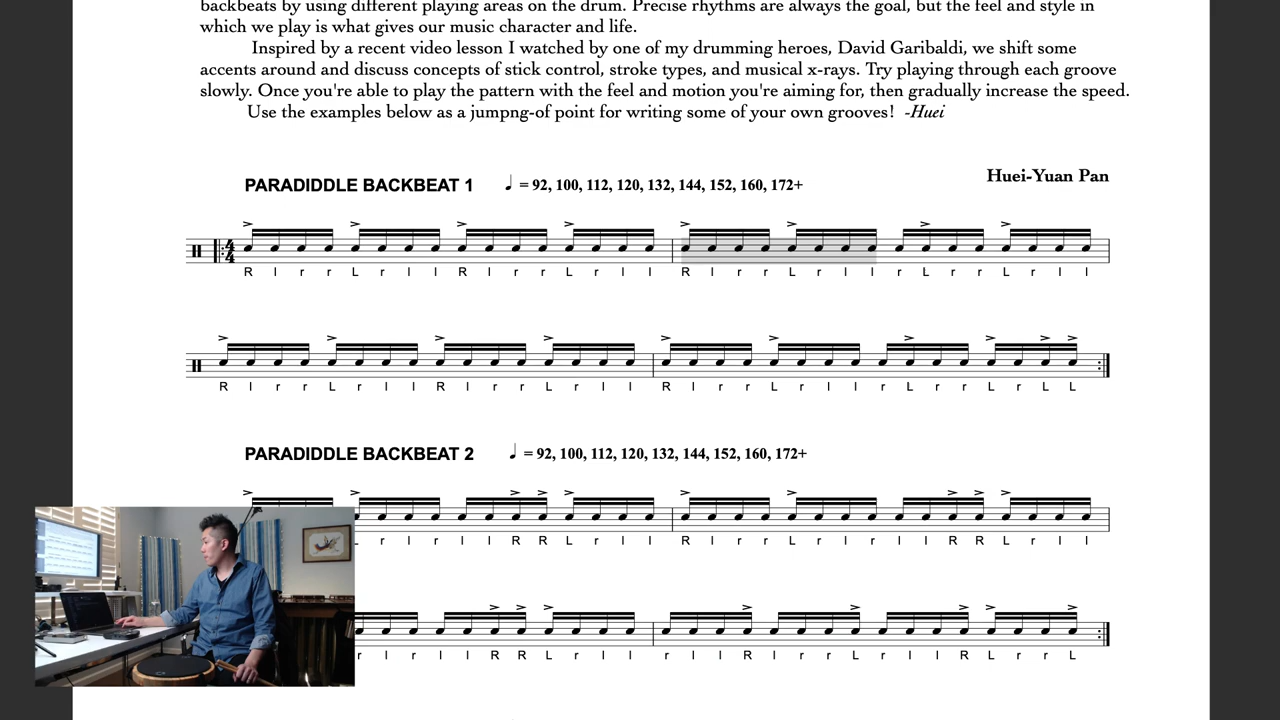 backbeats by using different playing areas on the drum. Precise rhythms are always the goal, but the feel and style in
which we play is what gives our music character and life.
Inspired by a recent video lesson I watched by one of my drumming heroes, David Garibaldi, we shift some
accents around and discuss concepts of stick control, stroke types, and musical x-rays. Try playing through each groove
slowly. Once you're able to play the pattern with the feel and motion you're aiming for, then gradually increase the speed.
Use the examples below as a jumpng-of point for writing some of your own grooves! -Huei
Huei-Yuan Pan
PARADIDDLE BACKBEAT 1 ♩ = 92, 100, 112, 120, 132, 144, 152, 160, 172+
4/4
R l r r L r l l R l r r L r l l R l r r L r l l r L r r L r l l
R l r r L r l l R l r r L r l l R l r r L r l l r L r r L r L L
PARADIDDLE BACKBEAT 2 ♩ = 92, 100, 112, 120, 132, 144, 152, 160, 172+
r l r l l R R L r l l R l r r L r l r l l R R L r l l
r l r l l R R L r l l r l l R l r r L r l l R L r r L